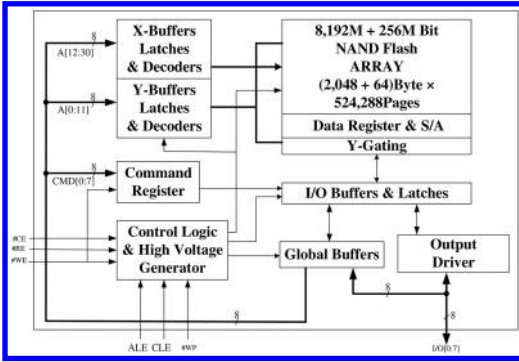 X-Buffers
Latches
& Decoders
Y-Buffers
Latches
& Decoders
8,192M + 256M Bit
NAND Flash
ARRAY
(2,048 + 64)Byte ×
524,288Pages
Data Register & S/A
Y-Gating
8
A[12:30]
8
A[0:11]
8
CMD[0:7]
Command
Register
I/O Buffers & Latches
#CE
#RE
#WE
Control Logic
& High Voltage
Generator
Global Buffers
Output
Driver
8
8
8
ALE CLE #WP
I/O[0:7]